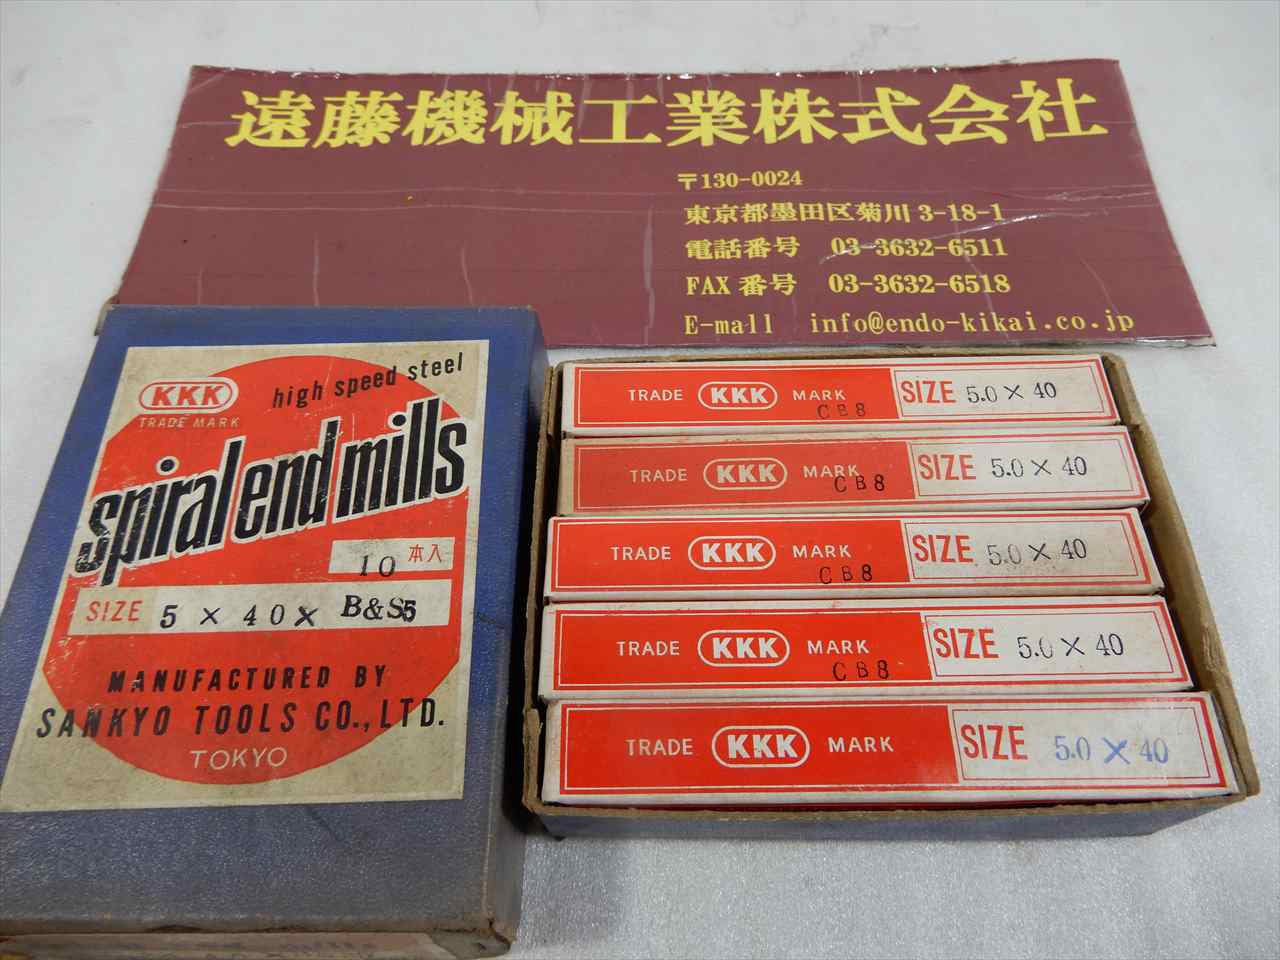 遠藤機械工業株式会社
〒130-0024
東京都墨田区菊川3-18-1
電話番号 03-3632-6511
FAX番号 03-3632-6518
E-mail info@endo-kikai.co.jp
KKK
TRADE MARK
high speed steel
spiral end mills
10 本入
SIZE 5 × 40 × B&S5
MANUFACTURED BY
SANKYO TOOLS CO., LTD.
TOKYO
TRADE KKK MARK SIZE 5.0 × 40
CB8
TRADE KKK MARK SIZE 5.0 × 40
CB8
TRADE KKK MARK SIZE 5.0 × 40
CB8
TRADE KKK MARK SIZE 5.0 × 40
CB8
TRADE KKK MARK SIZE 5.0 × 40